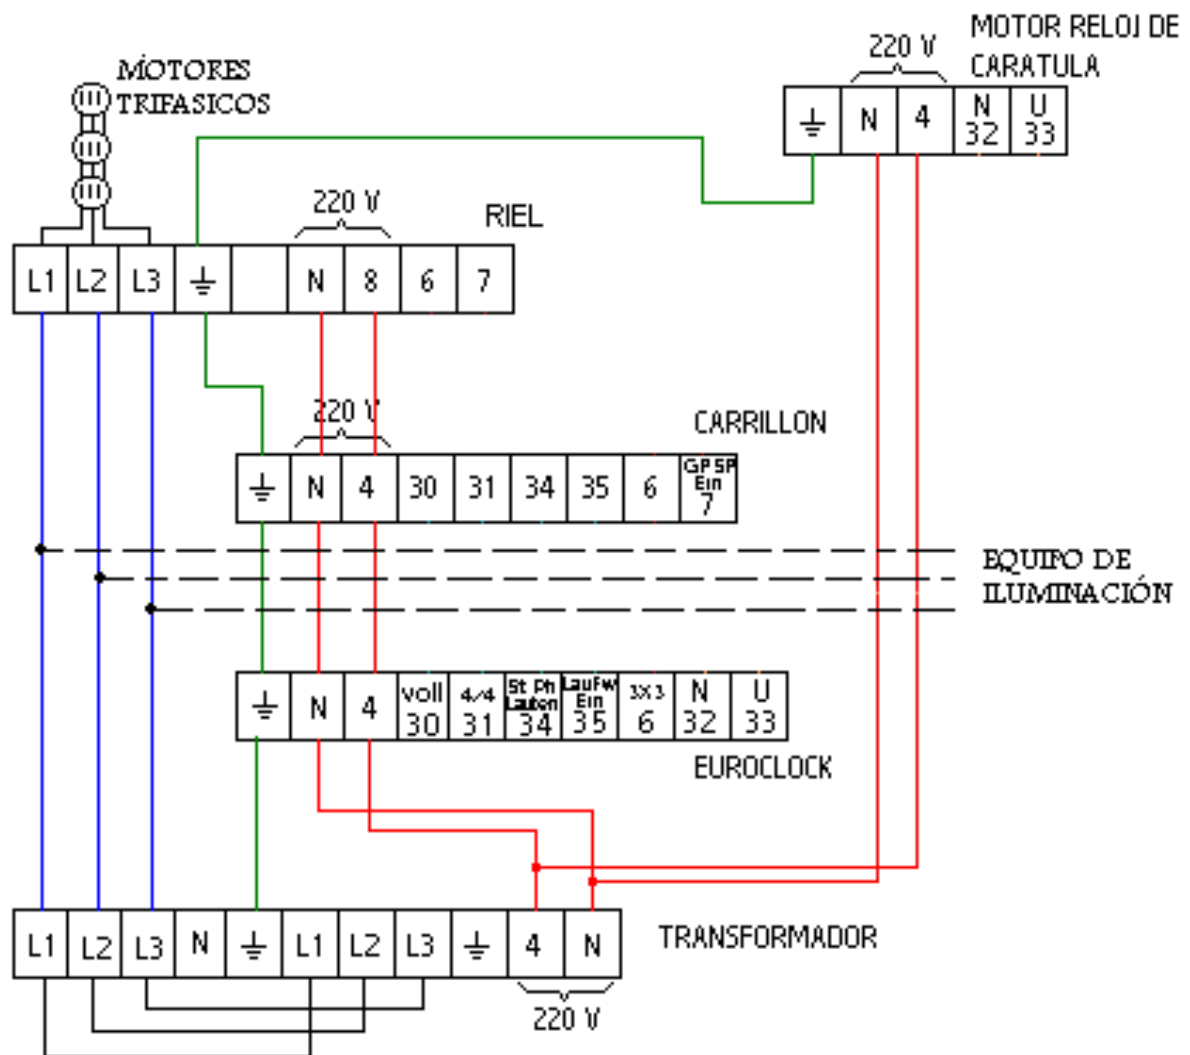 MOTOR RELOJ DE
CARATULA
220 V
MOTORES
TRIFASICOS
N 4 N U
32 33
220 V
RIEL
L1 L2 L3 N 8 6 7
220 V
CARRILLON
N 4 30 31 34 35 6 GP SP
Ein
7
EQUIPO DE
ILUMINACIÓN
N 4 voll 4/4 St Ph LauFw 3X3 N U
Lauten Ein
30 31 34 35 6 32 33
EUROCLOCK
L1 L2 L3 N L1 L2 L3 4 N
TRANSFORMADOR
220 V